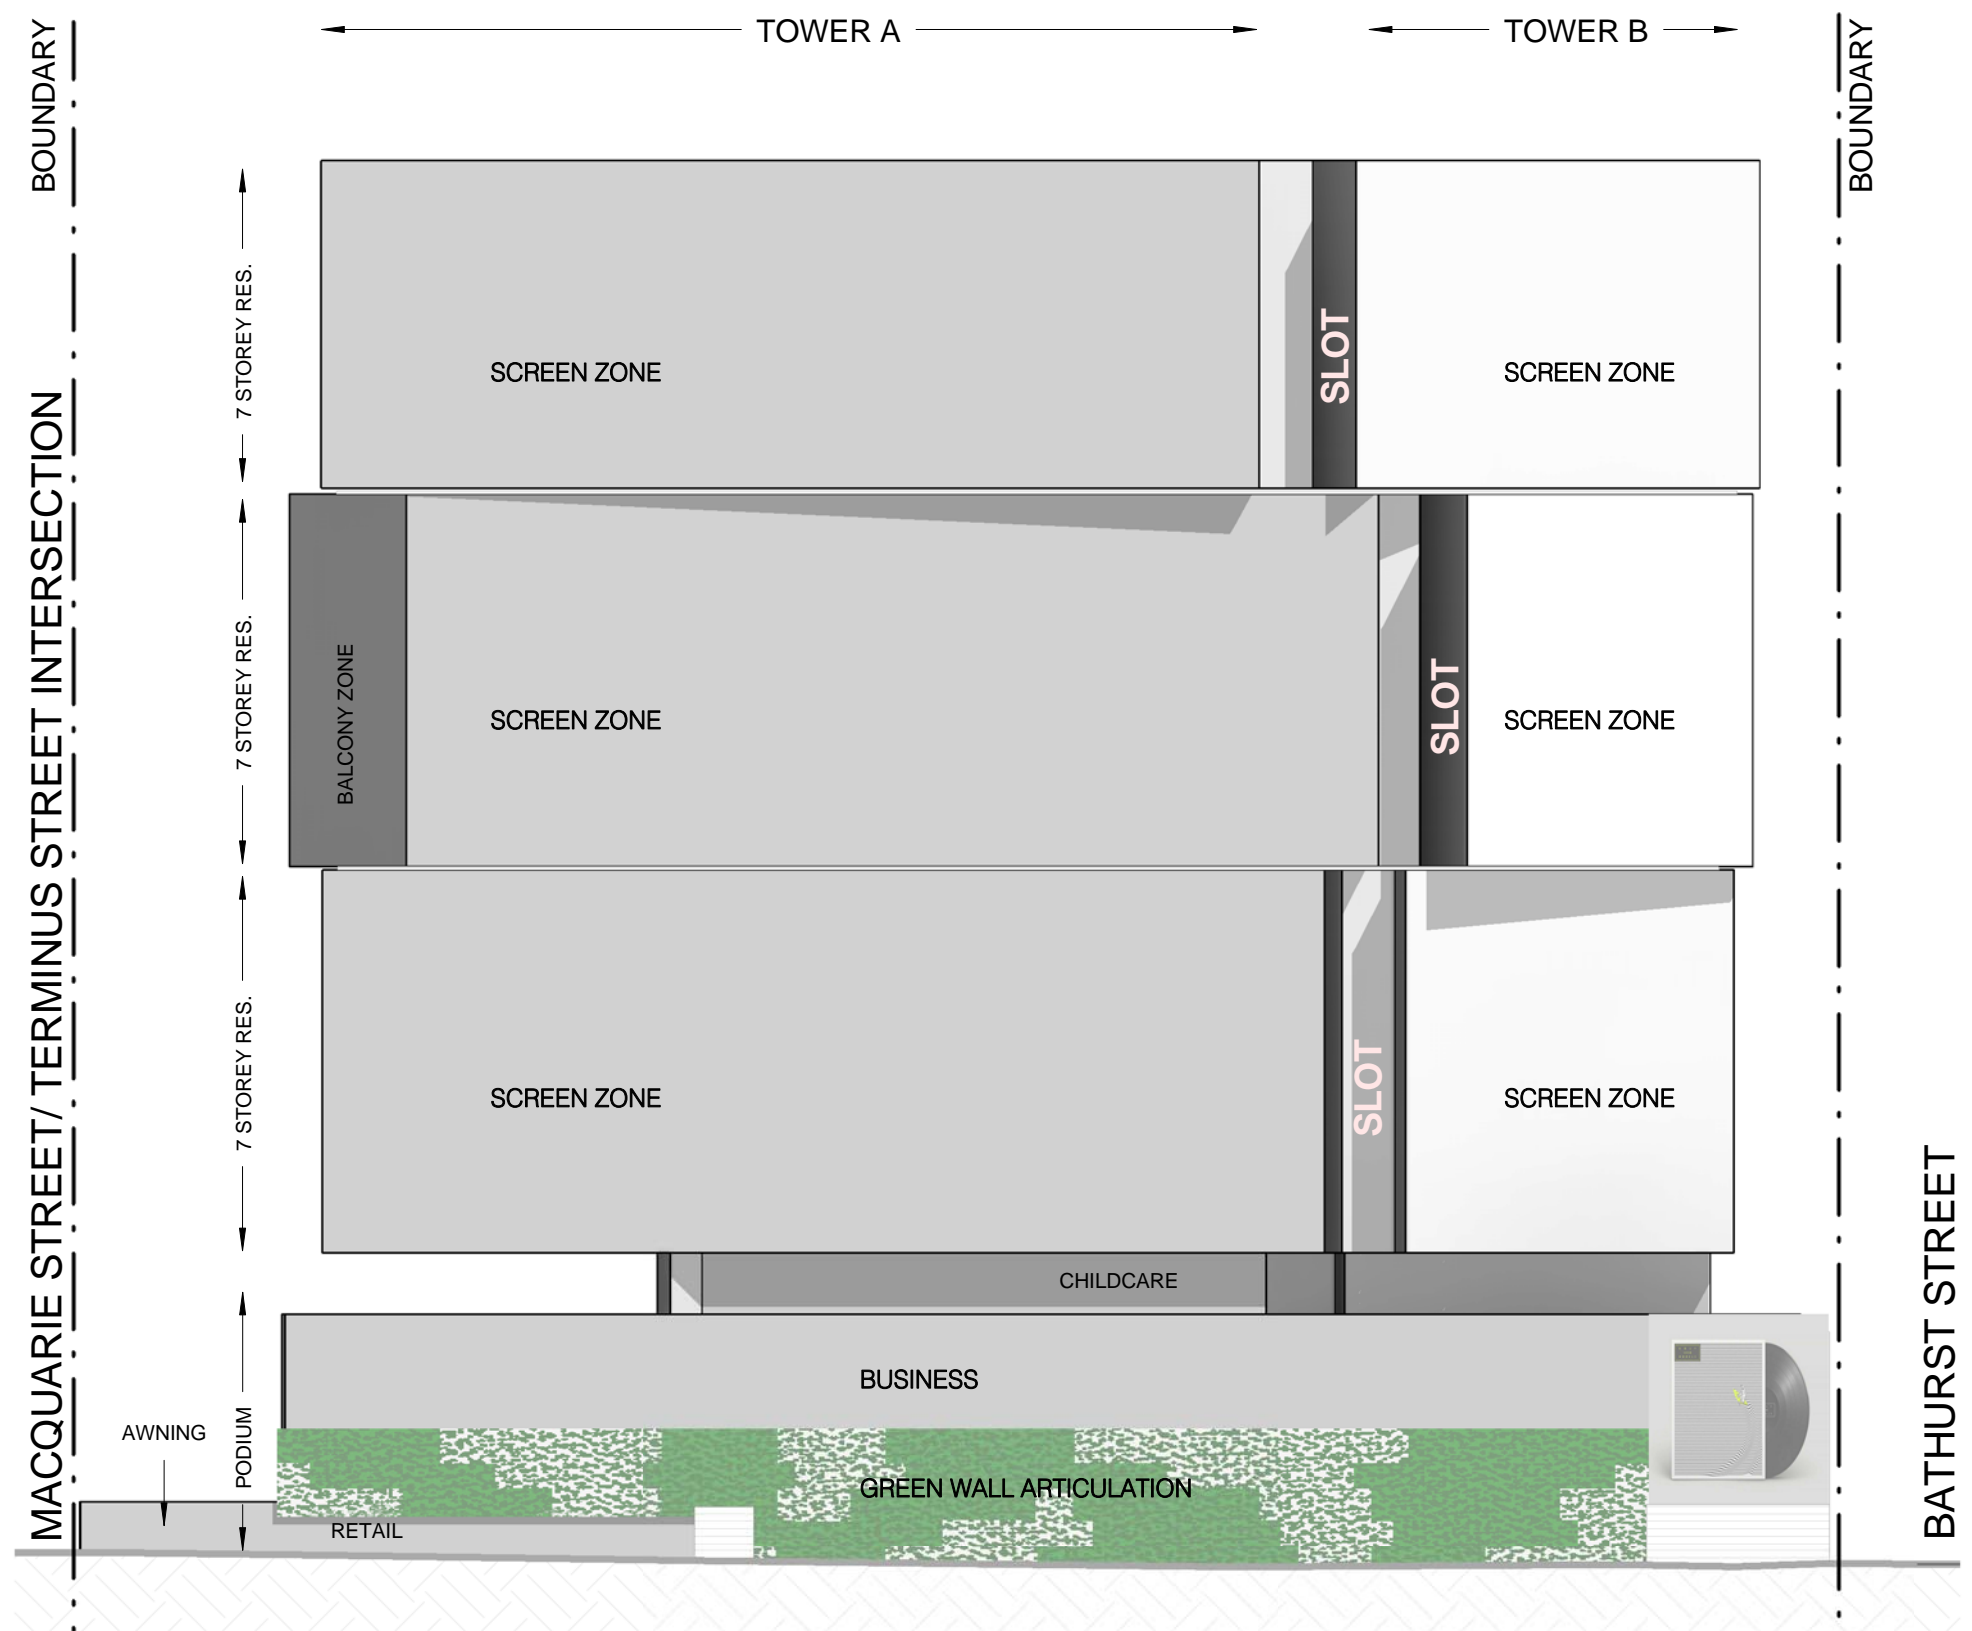 TOWER A
TOWER B
BOUNDARY
BOUNDARY
7 STOREY RES.
SCREEN ZONE
SLOT
SCREEN ZONE
MACQUARIE STREET/ TERMINUS STREET INTERSECTION
7 STOREY RES.
BALCONY ZONE
SCREEN ZONE
SLOT
SCREEN ZONE
7 STOREY RES.
SCREEN ZONE
SLOT
SCREEN ZONE
BATHURST STREET
CHILDCARE
BUSINESS
AWNING
PODIUM
GREEN WALL ARTICULATION
RETAIL